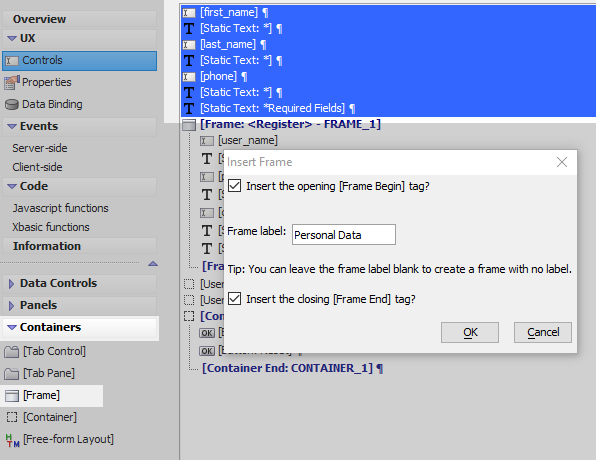 Overview
UX
Controls
Properties
Data Binding
Events
Server-side
Client-side
Code
Javascript functions
Xbasic functions
Information
Data Controls
Panels
Containers
[Tab Control]
[Tab Pane]
[Frame]
[Container]
[Free-form Layout]
[first_name] ¶
T [Static Text: *] ¶
[last_name] ¶
T [Static Text: *] ¶
[phone] ¶
T [Static Text: *] ¶
T [Static Text: *Required Fields] ¶
[Frame: <Register> - FRAME_1]
[user_name]
T [S
[p
T [S
[c
T [S
T [S
[Fra
[User
[User
[Con
OK [B
OK
[Container End: CONTAINER_1] ¶
Insert Frame
Insert the opening [Frame Begin] tag?
Frame label: Personal Data
Tip: You can leave the frame label blank to create a frame with no label.
Insert the closing [Frame End] tag?
OK Cancel